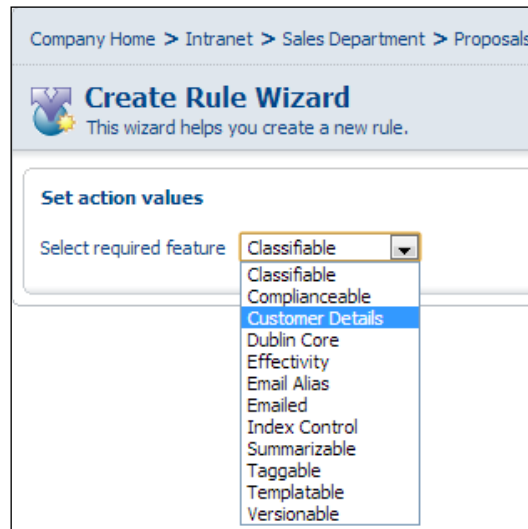 Company Home > Intranet > Sales Department > Proposals
Create Rule Wizard
This wizard helps you create a new rule.
Set action values
Select required feature Classifiable
Classifiable
Complianceable
Customer Details
Dublin Core
Effectivity
Email Alias
Emailed
Index Control
Summarizable
Taggable
Templatable
Versionable